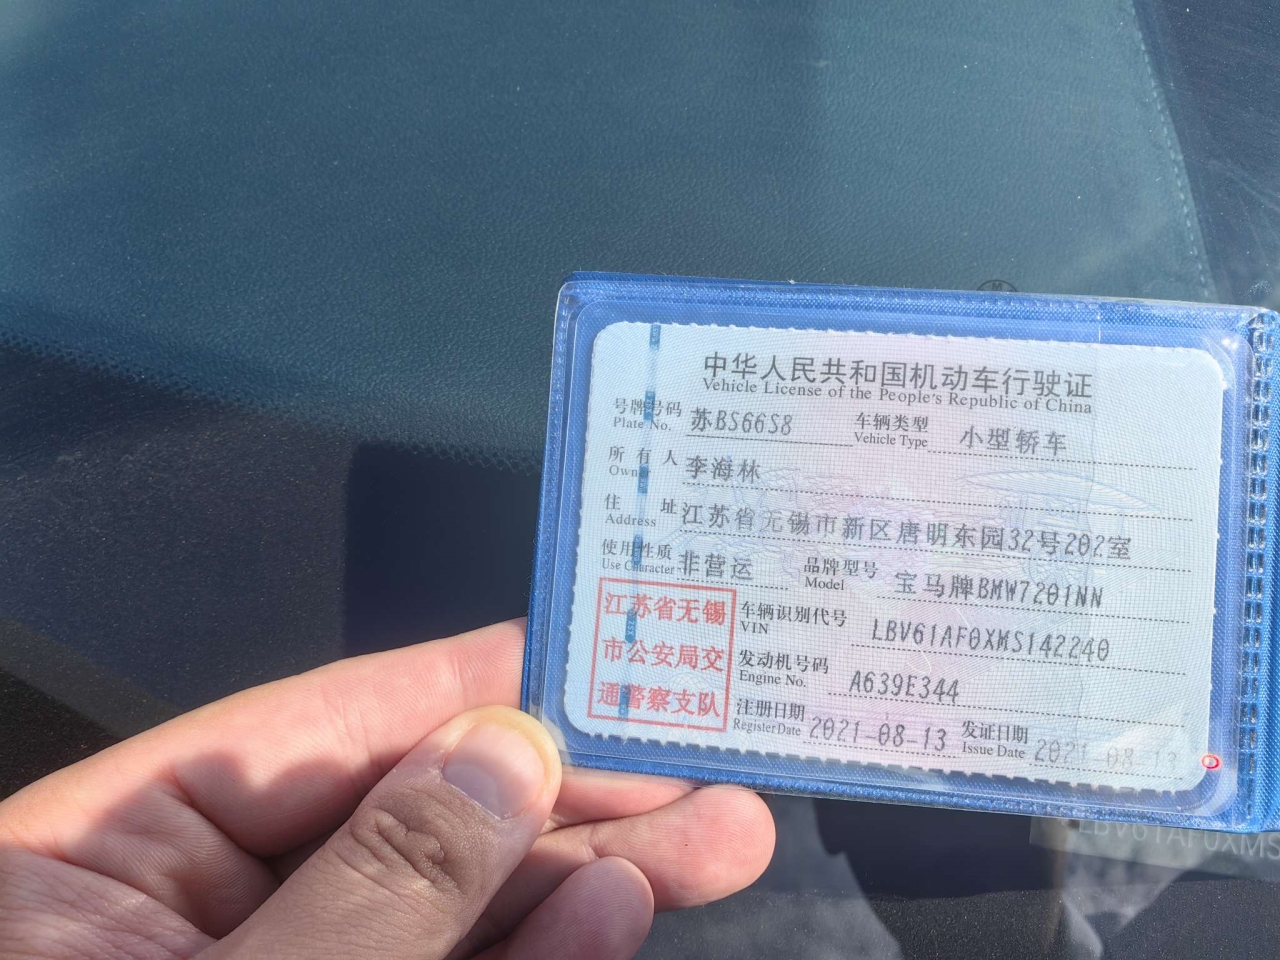 中华人民共和国机动车行驶证
Vehicle License of the People's Republic of China
号牌号码 苏BS66S8 车辆类型 小型轿车
Plate No. Vehicle Type
所有人 李海林
Owner
住址 江苏省无锡市新区唐明东园32号202室
Address
使用性质 非营运 品牌型号 宝马牌BMW7201NN
Use Character Model
江苏省无锡
市公安局交
通警察支队
车辆识别代号 LBV61AF0XMS142240
VIN
发动机号码 A639E344
Engine No.
注册日期 2021-08-13 发证日期 2021-08-13
Register Date Issue Date
LBV61AF0XMS